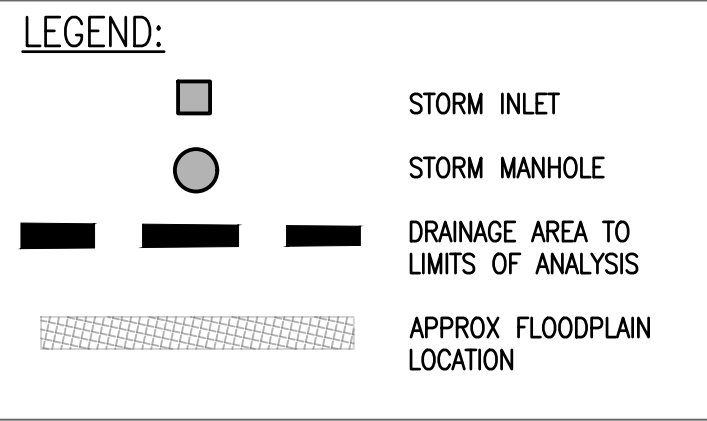 LEGEND:
STORM INLET
STORM MANHOLE
DRAINAGE AREA TO
LIMITS OF ANALYSIS
APPROX FLOODPLAIN
LOCATION